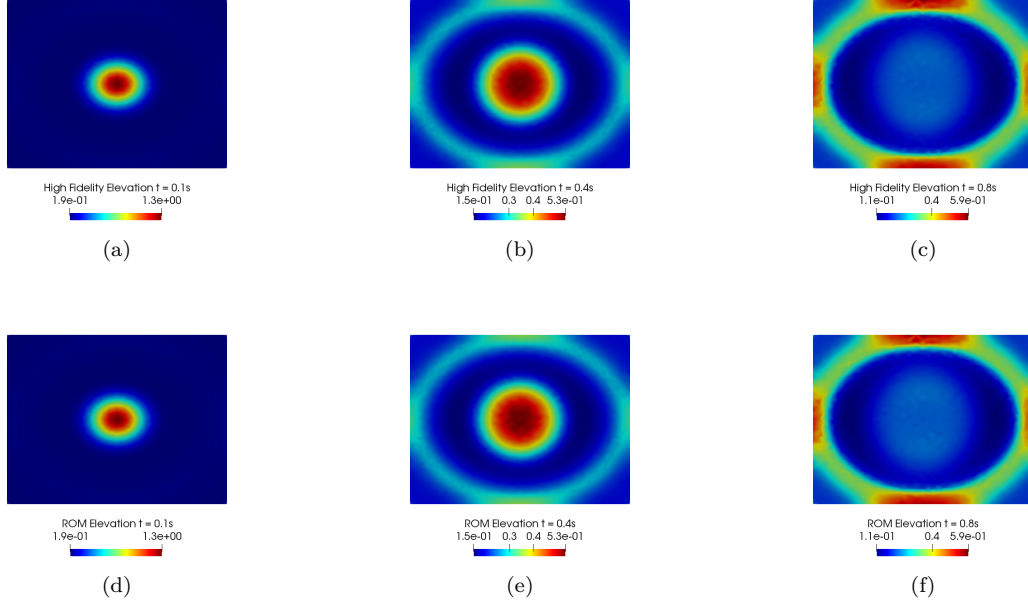 High Fidelity Elevation t = 0.1s
1.9e-01 1.3e+00
(a)
High Fidelity Elevation t = 0.4s
1.5e-01 0.3 0.4 5.3e-01
(b)
High Fidelity Elevation t = 0.8s
1.1e-01 0.4 5.9e-01
(c)
ROM Elevation t = 0.1s
1.9e-01 1.3e+00
(d)
ROM Elevation t = 0.4s
1.5e-01 0.3 0.4 5.3e-01
(e)
ROM Elevation t = 0.8s
1.1e-01 0.4 5.9e-01
(f)